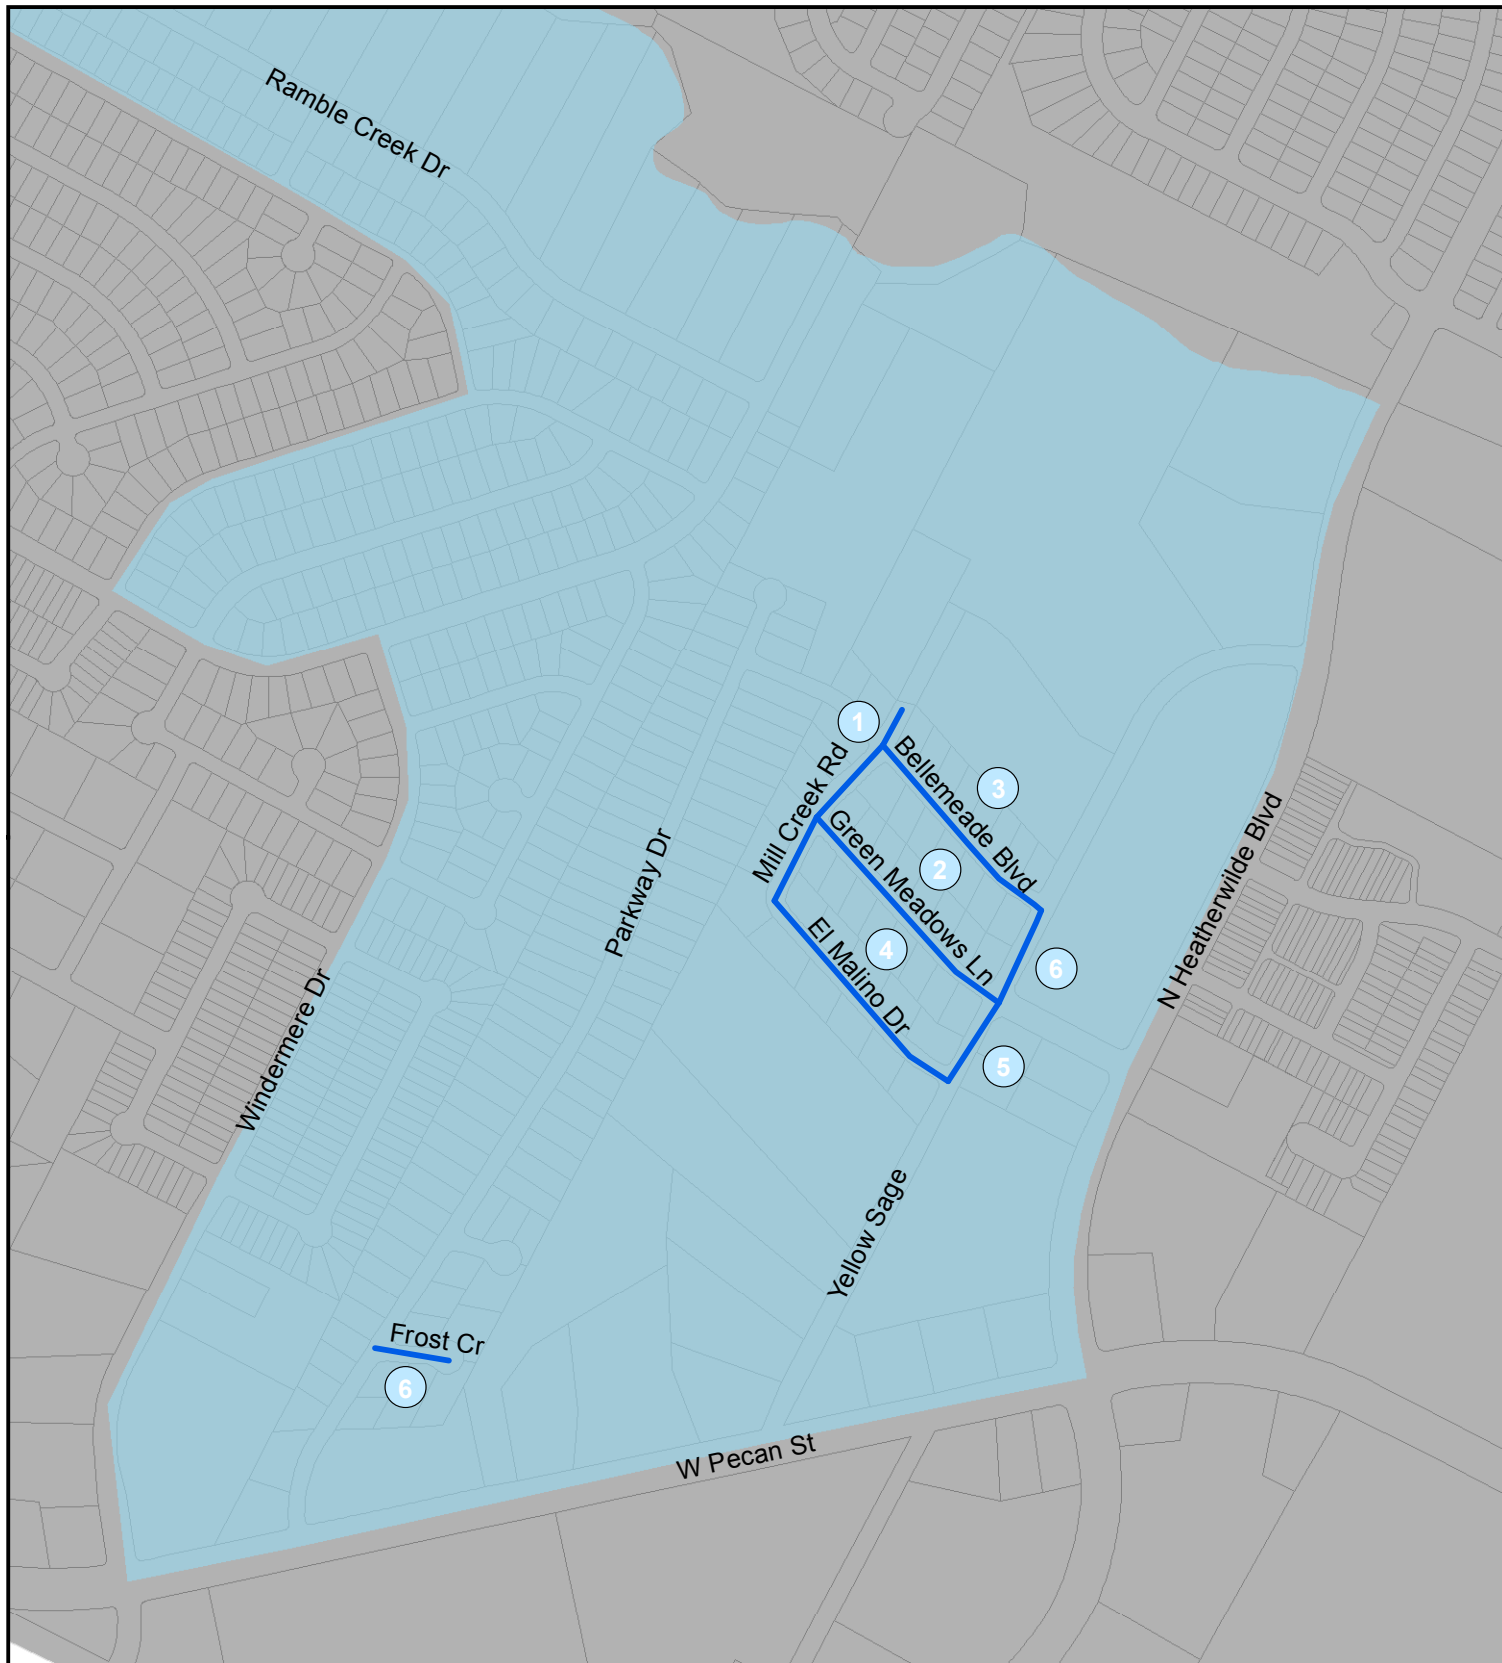 Ramble Creek Dr
1
Mill Creek Rd
Bellemeade Blvd
3
Green Meadows Ln
2
Parkway Dr
N Heatherwilde Blvd
El Malino Dr
4
6
Windermere Dr
5
Yellow Sage
Frost Cr
6
W Pecan St